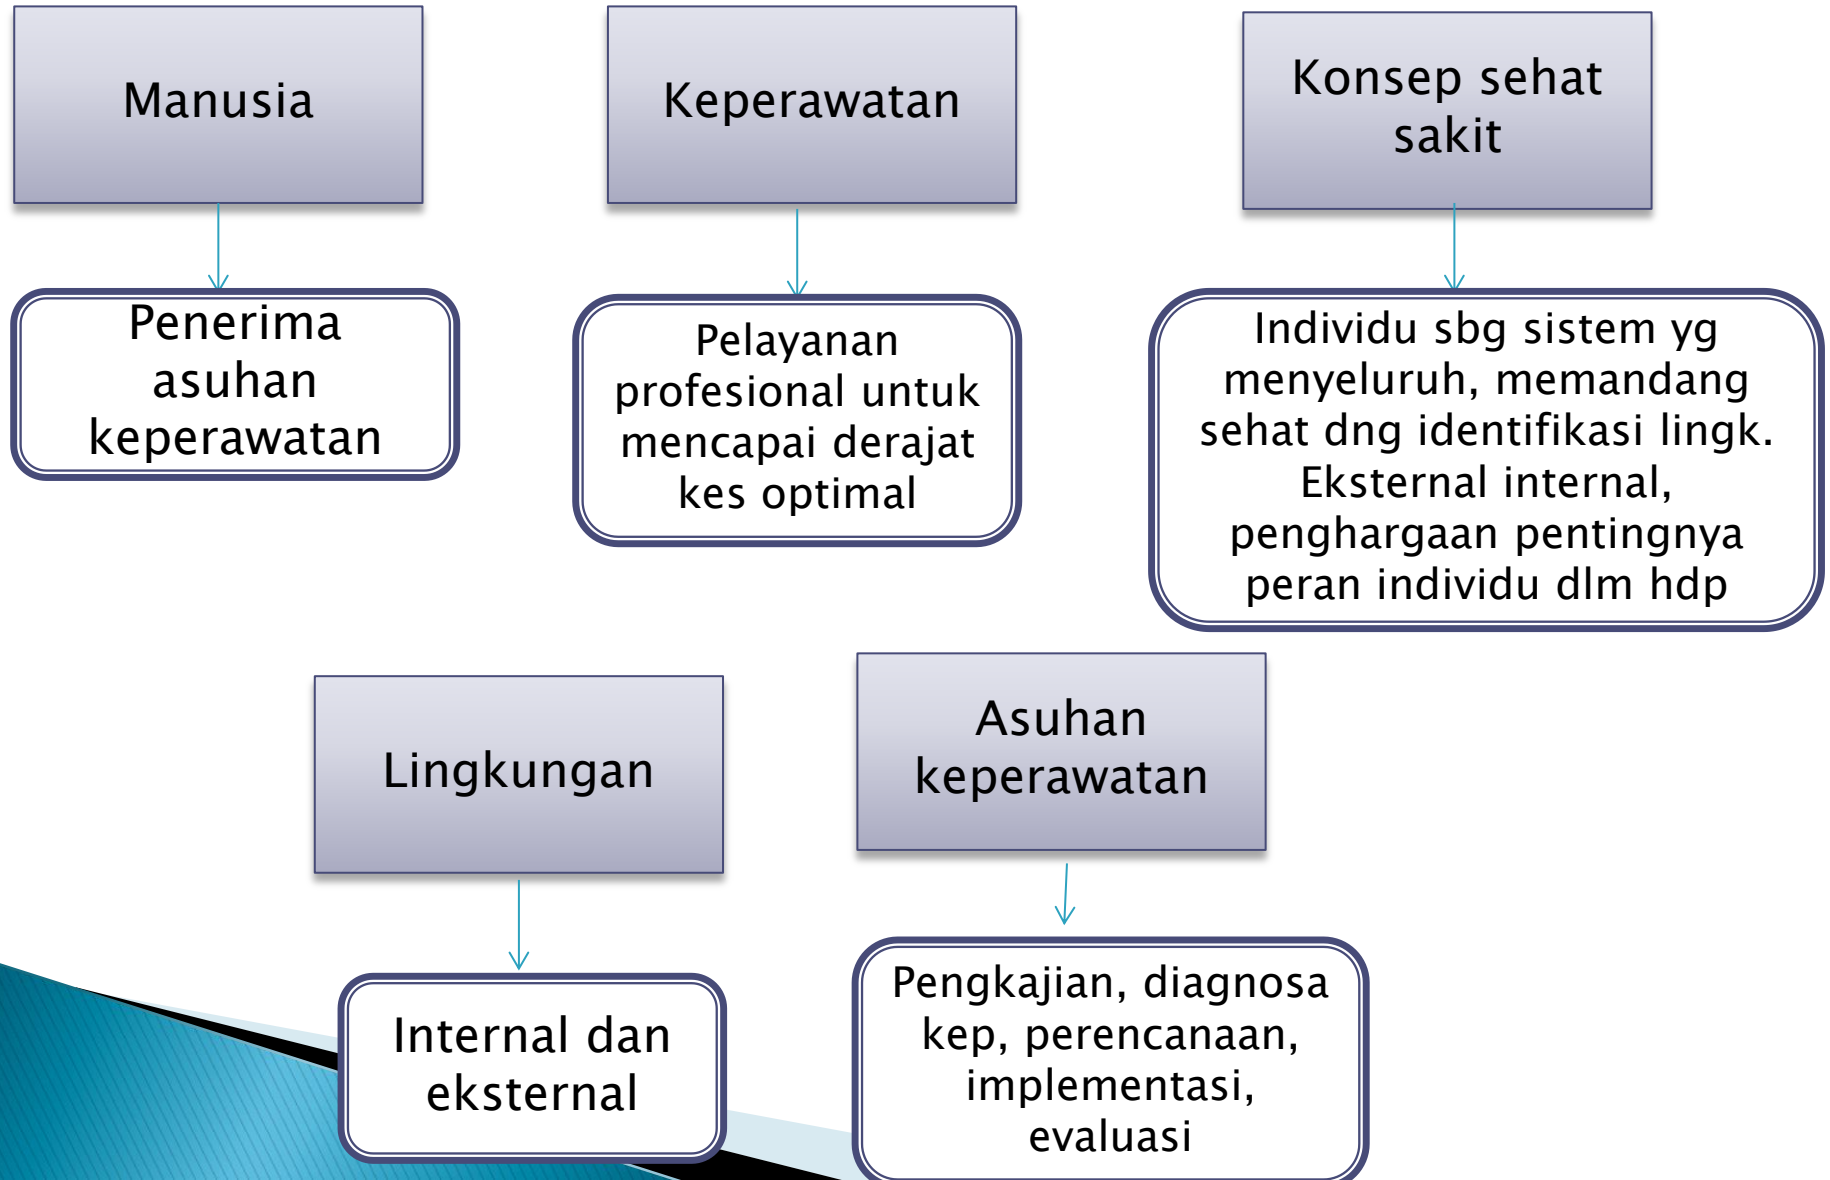 Manusia
Penerima
asuhan
keperawatan
Keperawatan
Pelayanan
profesional untuk
mencapai derajat
kes optimal
Konsep sehat
sakit
Individu sbg sistem yg
menyeluruh, memandang
sehat dng identifikasi lingk.
Eksternal internal,
penghargaan pentingnya
peran individu dlm hdp
Lingkungan
Internal dan
eksternal
Asuhan
keperawatan
Pengkajian, diagnosa
kep, perencanaan,
implementasi,
evaluasi